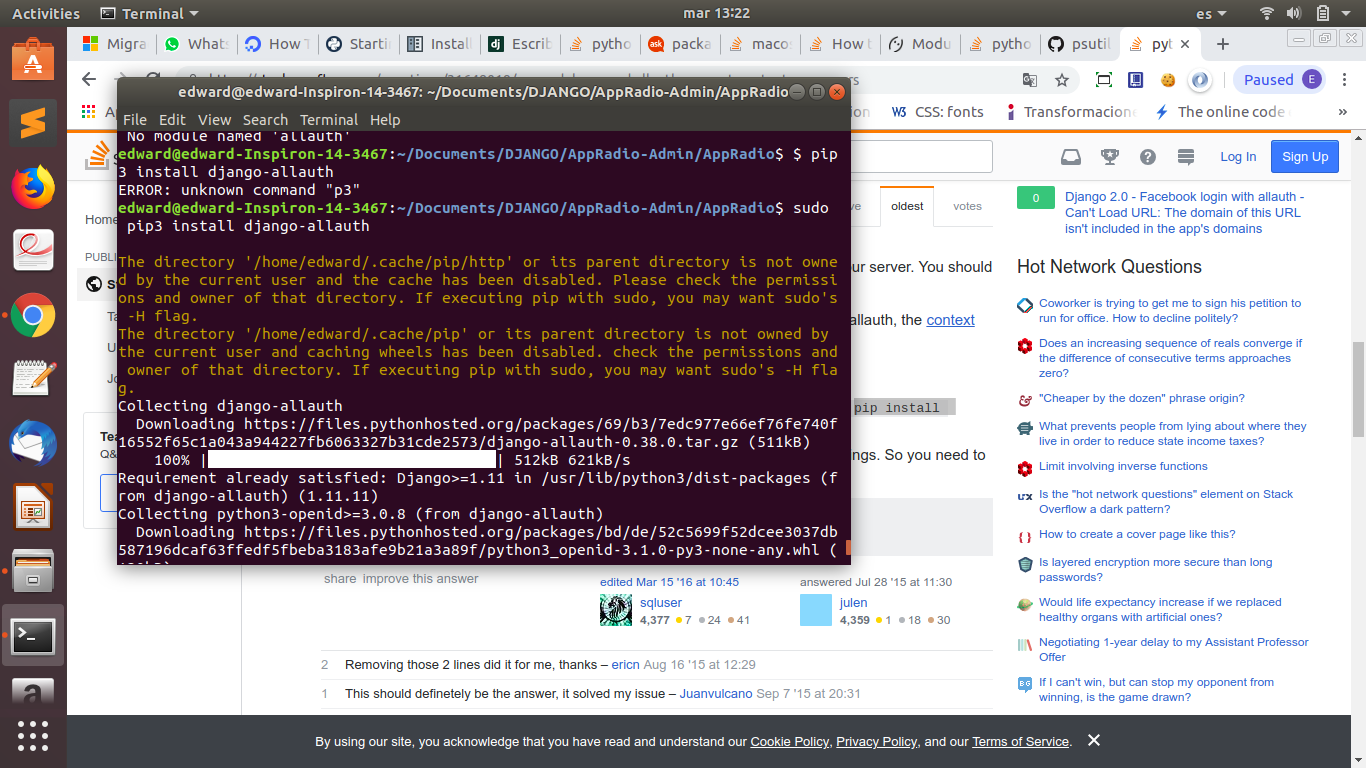 Activities
Terminal
mar 13:22
es
Migra
Whats
How T
Starti
Install
Escrib
pytho
packa
macos
How t
Modu
pytho
psutil
pyt
Paused
E
CSS: fonts
Transformacione
The online code
»
edward@edward-Inspiron-14-3467: ~/Documents/DJANGO/AppRadio-Admin/AppRadio
File Edit View Search Terminal Help
No module named 'allauth'
edward@edward-Inspiron-14-3467:~/Documents/DJANGO/AppRadio-Admin/AppRadio$ $ pip
3 install django-allauth
ERROR: unknown command "p3"
edward@edward-Inspiron-14-3467:~/Documents/DJANGO/AppRadio-Admin/AppRadio$ sudo
pip3 install django-allauth
The directory '/home/edward/.cache/pip/http' or its parent directory is not owne
d by the current user and the cache has been disabled. Please check the permissi
ons and owner of that directory. If executing pip with sudo, you may want sudo's
-H flag.
The directory '/home/edward/.cache/pip' or its parent directory is not owned by
the current user and caching wheels has been disabled. check the permissions and
owner of that directory. If executing pip with sudo, you may want sudo's -H fla
g.
Collecting django-allauth
Downloading https://files.pythonhosted.org/packages/69/b3/7edc977e66ef76fe740f
16552f65c1a043a944227fb6063327b31cde2573/django-allauth-0.38.0.tar.gz (511kB)
100% | | 512kB 621kB/s
Requirement already satisfied: Django>=1.11 in /usr/lib/python3/dist-packages (f
rom django-allauth) (1.11.11)
Collecting python3-openid>=3.0.8 (from django-allauth)
Downloading https://files.pythonhosted.org/packages/bd/de/52c5699f52dcee3037db
587196dcaf63ffedf5fbeba3183afe9b21a3a89f/python3_openid-3.1.0-py3-none-any.whl (
Home
PUBLI
S
Ta
U
Jo
Tea
Q&
Log In
Sign Up
ve
oldest
votes
ur server. You should
allauth, the context
pip install
ngs. So you need to
share improve this answer
edited Mar 15 '16 at 10:45
sqluser
4,377 7 24 41
answered Jul 28 '15 at 11:30
julen
4,359 1 18 30
2 Removing those 2 lines did it for me, thanks – ericn Aug 16 '15 at 12:29
1 This should definetely be the answer, it solved my issue – Juanvulcano Sep 7 '15 at 20:31
0
Django 2.0 - Facebook login with allauth -
Can't Load URL: The domain of this URL
isn't included in the app's domains
Hot Network Questions
Coworker is trying to get me to sign his petition to
run for office. How to decline politely?
Does an increasing sequence of reals converge if
the difference of consecutive terms approaches
zero?
"Cheaper by the dozen" phrase origin?
What prevents people from lying about where they
live in order to reduce state income taxes?
Limit involving inverse functions
Is the "hot network questions" element on Stack
Overflow a dark pattern?
How to create a cover page like this?
Is layered encryption more secure than long
passwords?
Would life expectancy increase if we replaced
healthy organs with artificial ones?
Negotiating 1-year delay to my Assistant Professor
Offer
If I can't win, but can stop my opponent from
winning, is the game drawn?
By using our site, you acknowledge that you have read and understand our Cookie Policy, Privacy Policy, and our Terms of Service.